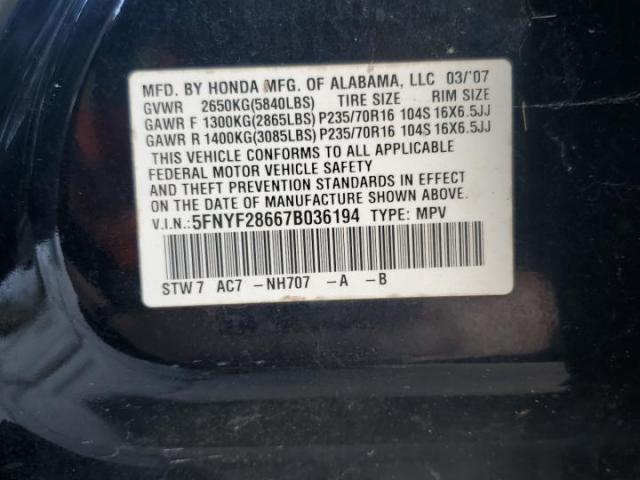 MFD. BY HONDA MFG. OF ALABAMA, LLC 03/'07
GVWR 2650KG(5840LBS) TIRE SIZE RIM SIZE
GAWR F 1300KG(2865LBS) P235/70R16 104S 16X6.5JJ
GAWR R 1400KG(3085LBS) P235/70R16 104S 16X6.5JJ
THIS VEHICLE CONFORMS TO ALL APPLICABLE
FEDERAL MOTOR VEHICLE SAFETY
AND THEFT PREVENTION STANDARDS IN EFFECT
ON THE DATE OF MANUFACTURE SHOWN ABOVE.
V.I.N.:5FNYF28667B036194 TYPE: MPV
STW7 AC7 -NH707 -A -B